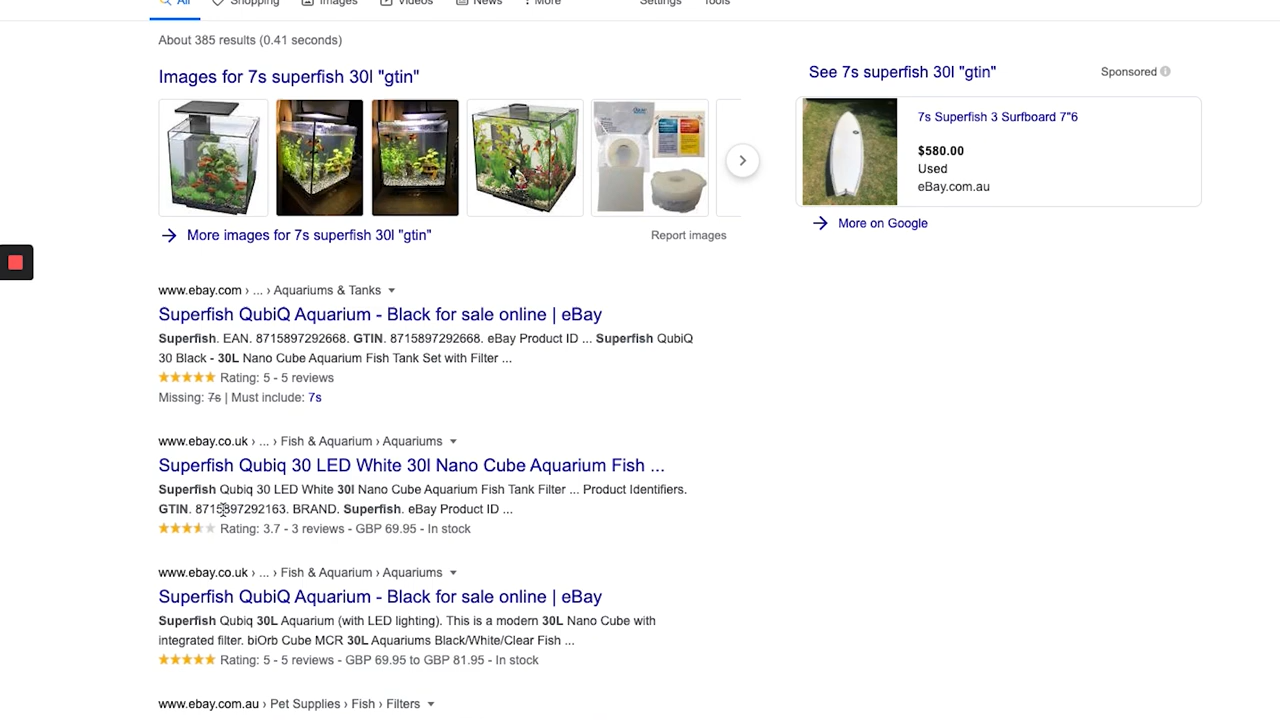 All Shopping Images Videos News More Settings Tools
About 385 results (0.41 seconds)
Images for 7s superfish 30l "gtin"
More images for 7s superfish 30l "gtin" Report images
See 7s superfish 30l "gtin" Sponsored
7s Superfish 3 Surfboard 7"6
$580.00
Used
eBay.com.au
More on Google
www.ebay.com › ... › Aquariums & Tanks
Superfish QubiQ Aquarium - Black for sale online | eBay
Superfish. EAN. 8715897292668. GTIN. 8715897292668. eBay Product ID ... Superfish QubiQ
30 Black - 30L Nano Cube Aquarium Fish Tank Set with Filter ...
Rating: 5 - 5 reviews
Missing: 7s | Must include: 7s
www.ebay.co.uk › ... › Fish & Aquarium › Aquariums
Superfish Qubiq 30 LED White 30l Nano Cube Aquarium Fish ...
Superfish Qubiq 30 LED White 30l Nano Cube Aquarium Fish Tank Filter ... Product Identifiers.
GTIN. 8715897292163. BRAND. Superfish. eBay Product ID ...
Rating: 3.7 - 3 reviews - GBP 69.95 - In stock
www.ebay.co.uk › ... › Fish & Aquarium › Aquariums
Superfish QubiQ Aquarium - Black for sale online | eBay
Superfish Qubiq 30L Aquarium (with LED lighting). This is a modern 30L Nano Cube with
integrated filter. biOrb Cube MCR 30L Aquariums Black/White/Clear Fish ...
Rating: 5 - 5 reviews - GBP 69.95 to GBP 81.95 - In stock
www.ebay.com.au › Pet Supplies › Fish › Filters